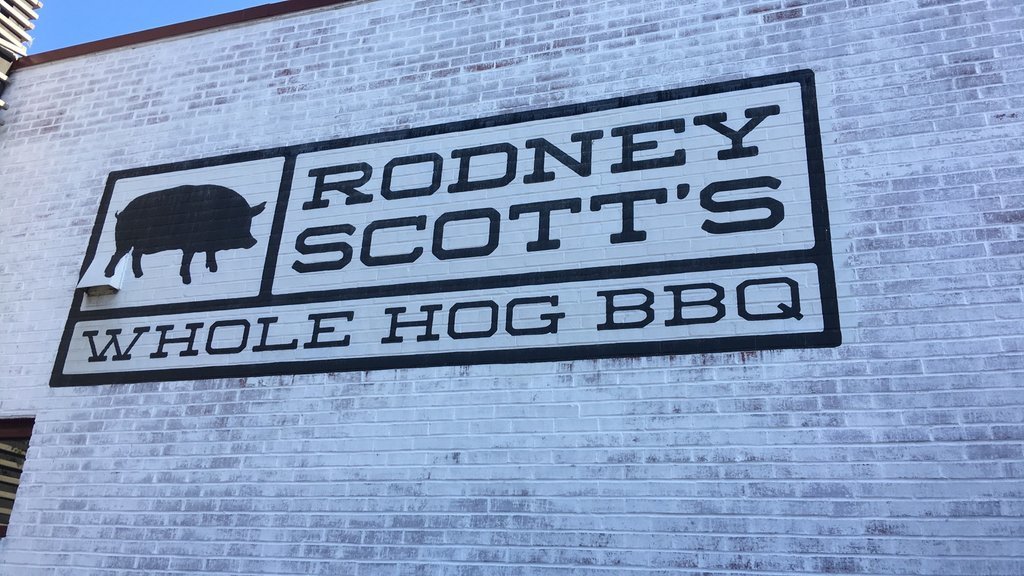 RODNEY
SCOTT'S
WHOLE HOG BBQ